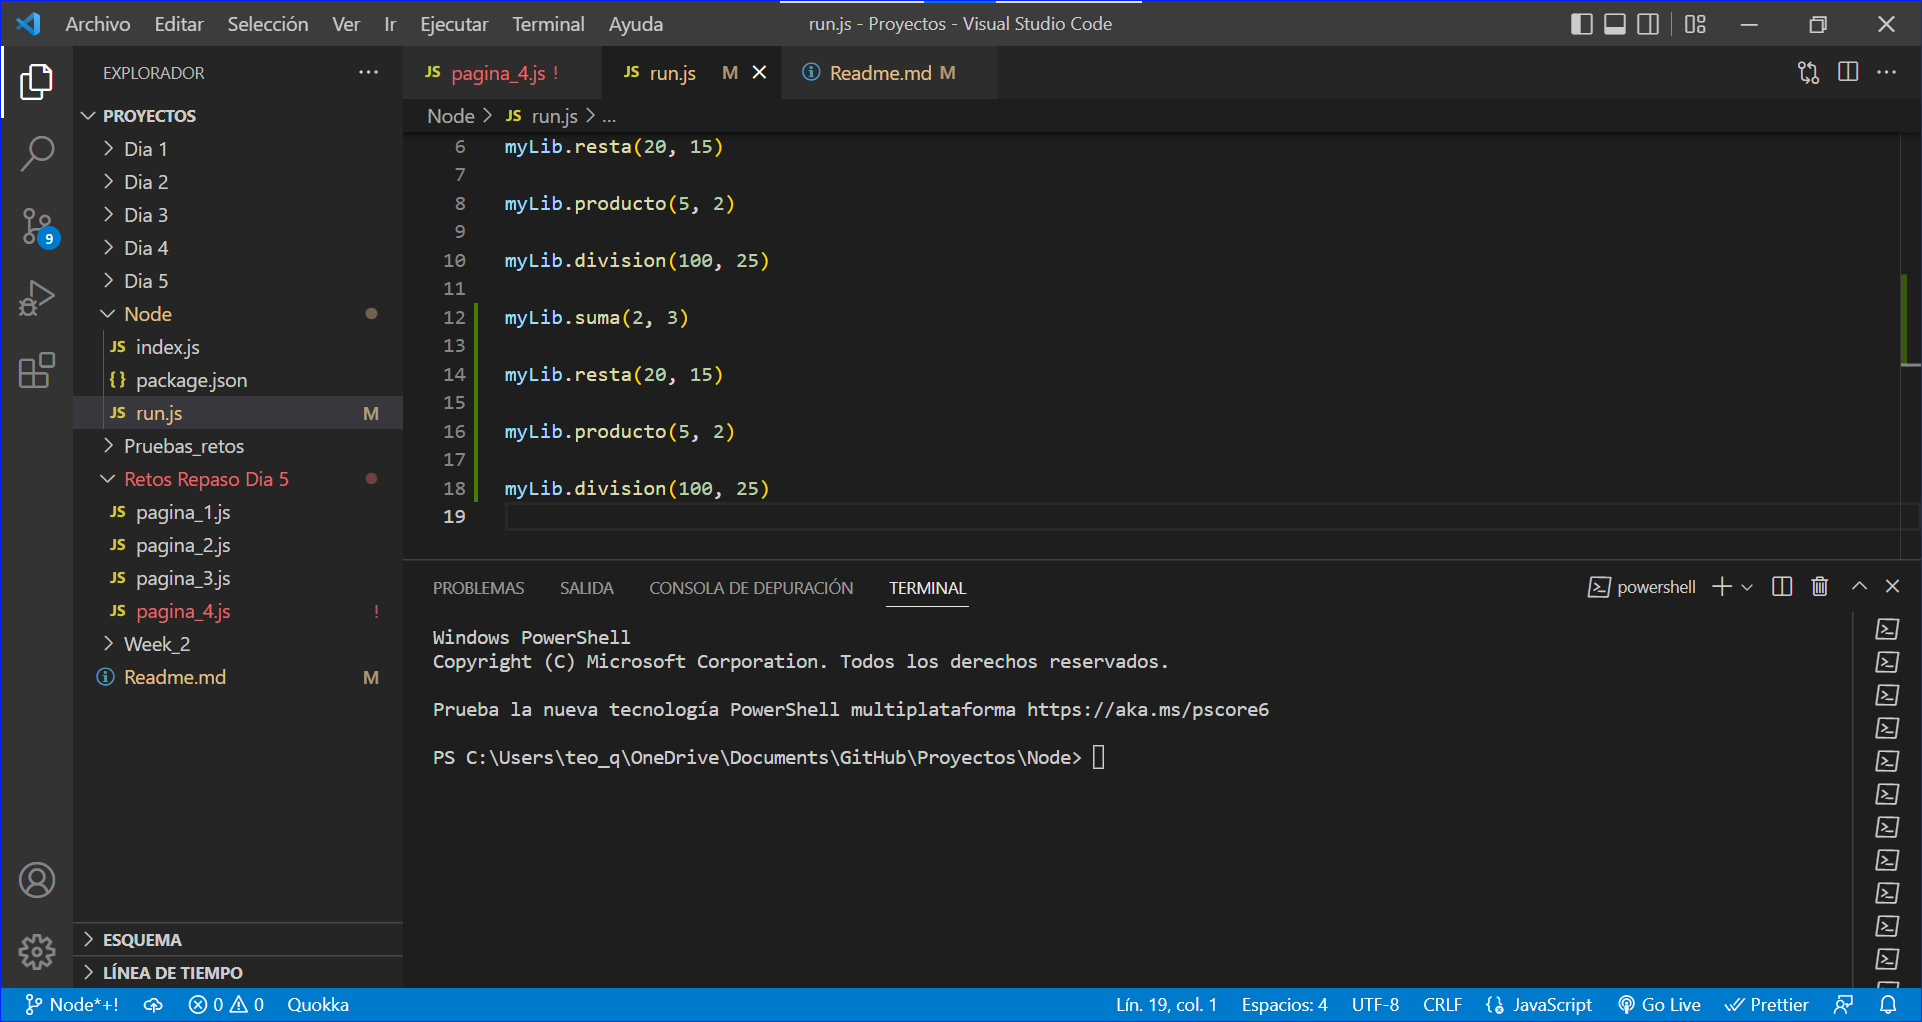 Archivo Editar Selección Ver Ir Ejecutar Terminal Ayuda run.js - Proyectos - Visual Studio Code
EXPLORADOR
PROYECTOS
Dia 1
Dia 2
Dia 3
Dia 4
Dia 5
Node
JS index.js
{} package.json
JS run.js M
Pruebas_retos
Retos Repaso Dia 5
JS pagina_1.js
JS pagina_2.js
JS pagina_3.js
JS pagina_4.js !
Week_2
Readme.md M
ESQUEMA
LÍNEA DE TIEMPO
9
JS pagina_4.js ! JS run.js M Readme.md M
Node > JS run.js > ...
6 myLib.resta(20, 15)
7
8 myLib.producto(5, 2)
9
10 myLib.division(100, 25)
11
12 myLib.suma(2, 3)
13
14 myLib.resta(20, 15)
15
16 myLib.producto(5, 2)
17
18 myLib.division(100, 25)
19
PROBLEMAS SALIDA CONSOLA DE DEPURACIÓN TERMINAL powershell
Windows PowerShell
Copyright (C) Microsoft Corporation. Todos los derechos reservados.
Prueba la nueva tecnología PowerShell multiplataforma https://aka.ms/pscore6
PS C:\Users\teo_q\OneDrive\Documents\GitHub\Proyectos\Node>
Node*+! 0 0 Quokka Lín. 19, col. 1 Espacios: 4 UTF-8 CRLF JavaScript Go Live Prettier